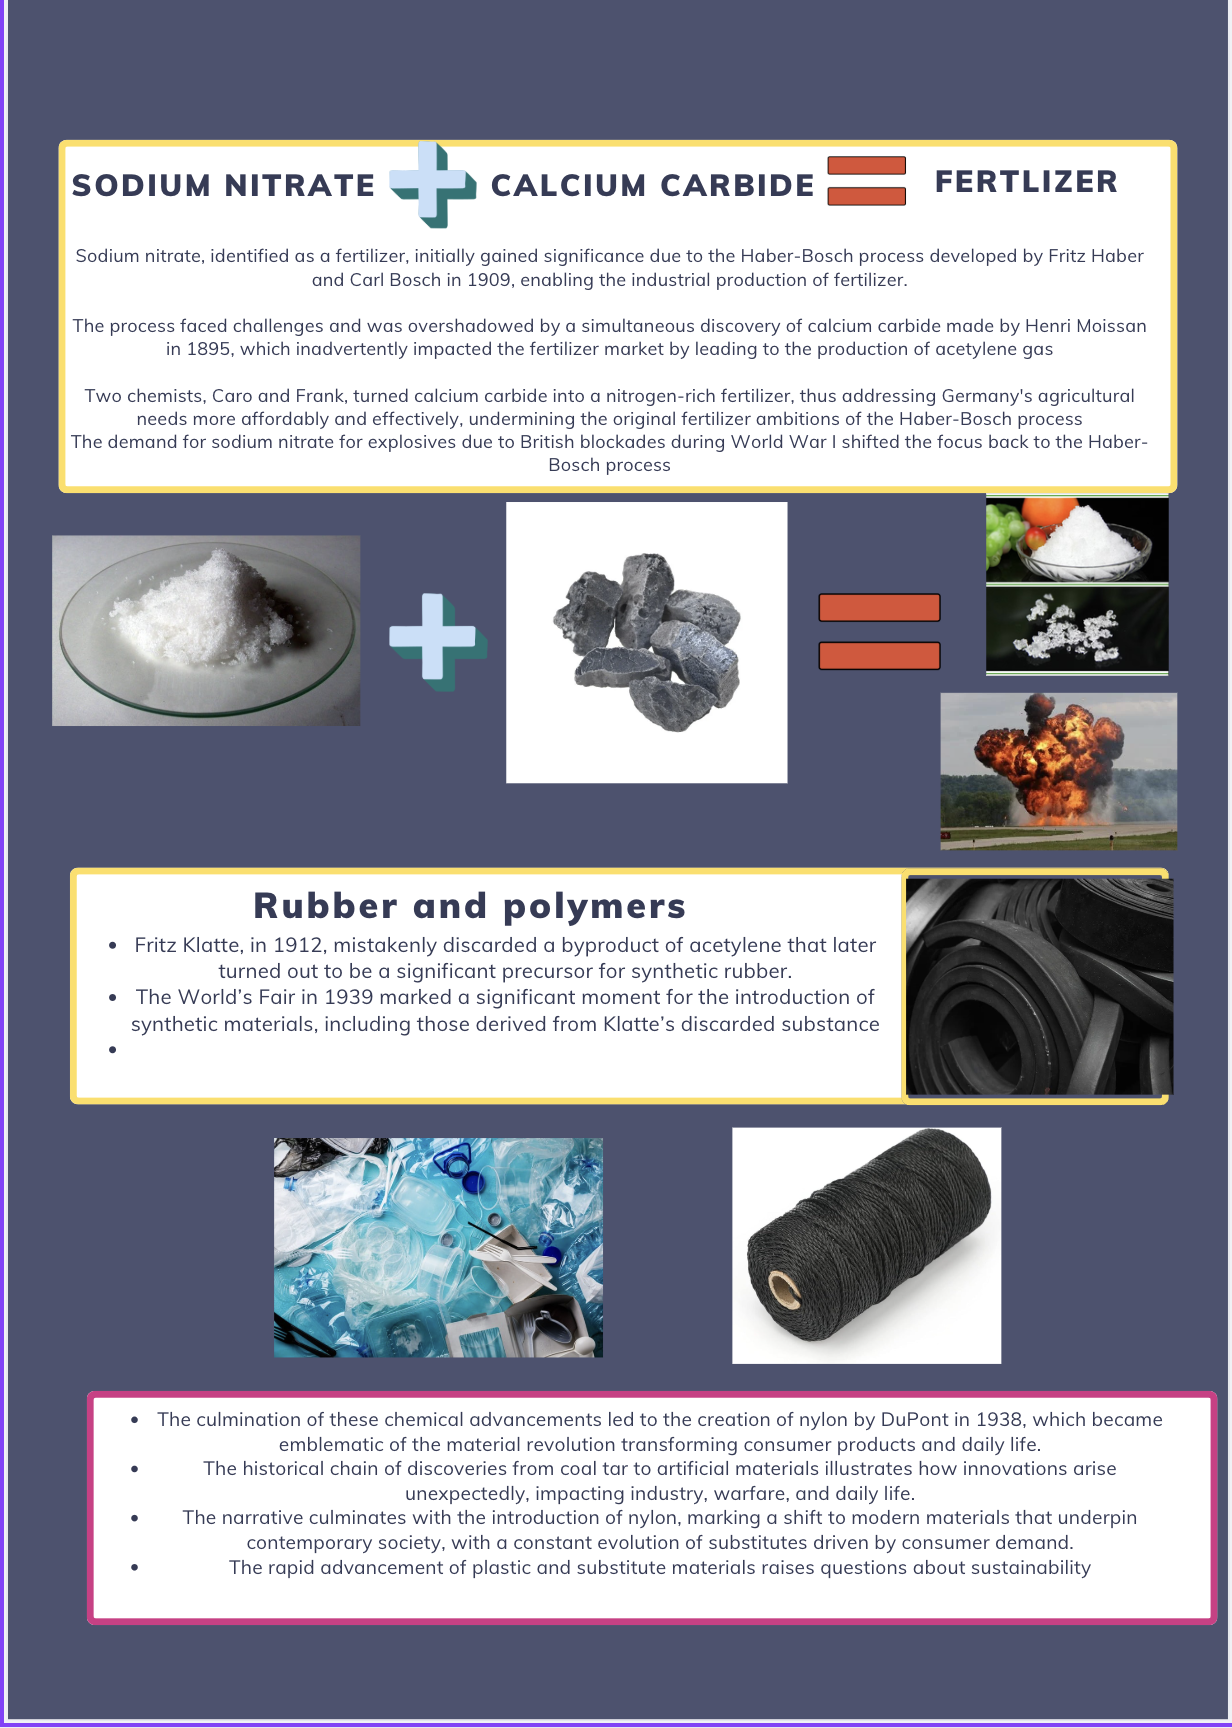 SODIUM NITRATE + CALCIUM CARBIDE = FERTLIZER
Sodium nitrate, identified as a fertilizer, initially gained significance due to the Haber-Bosch process developed by Fritz Haber
and Carl Bosch in 1909, enabling the industrial production of fertilizer.
The process faced challenges and was overshadowed by a simultaneous discovery of calcium carbide made by Henri Moissan
in 1895, which inadvertently impacted the fertilizer market by leading to the production of acetylene gas
Two chemists, Caro and Frank, turned calcium carbide into a nitrogen-rich fertilizer, thus addressing Germany's agricultural
needs more affordably and effectively, undermining the original fertilizer ambitions of the Haber-Bosch process
The demand for sodium nitrate for explosives due to British blockades during World War I shifted the focus back to the Haber-
Bosch process
Rubber and polymers
• Fritz Klatte, in 1912, mistakenly discarded a byproduct of acetylene that later
turned out to be a significant precursor for synthetic rubber.
• The World’s Fair in 1939 marked a significant moment for the introduction of
synthetic materials, including those derived from Klatte’s discarded substance
•
• The culmination of these chemical advancements led to the creation of nylon by DuPont in 1938, which became
emblematic of the material revolution transforming consumer products and daily life.
• The historical chain of discoveries from coal tar to artificial materials illustrates how innovations arise
unexpectedly, impacting industry, warfare, and daily life.
• The narrative culminates with the introduction of nylon, marking a shift to modern materials that underpin
contemporary society, with a constant evolution of substitutes driven by consumer demand.
• The rapid advancement of plastic and substitute materials raises questions about sustainability